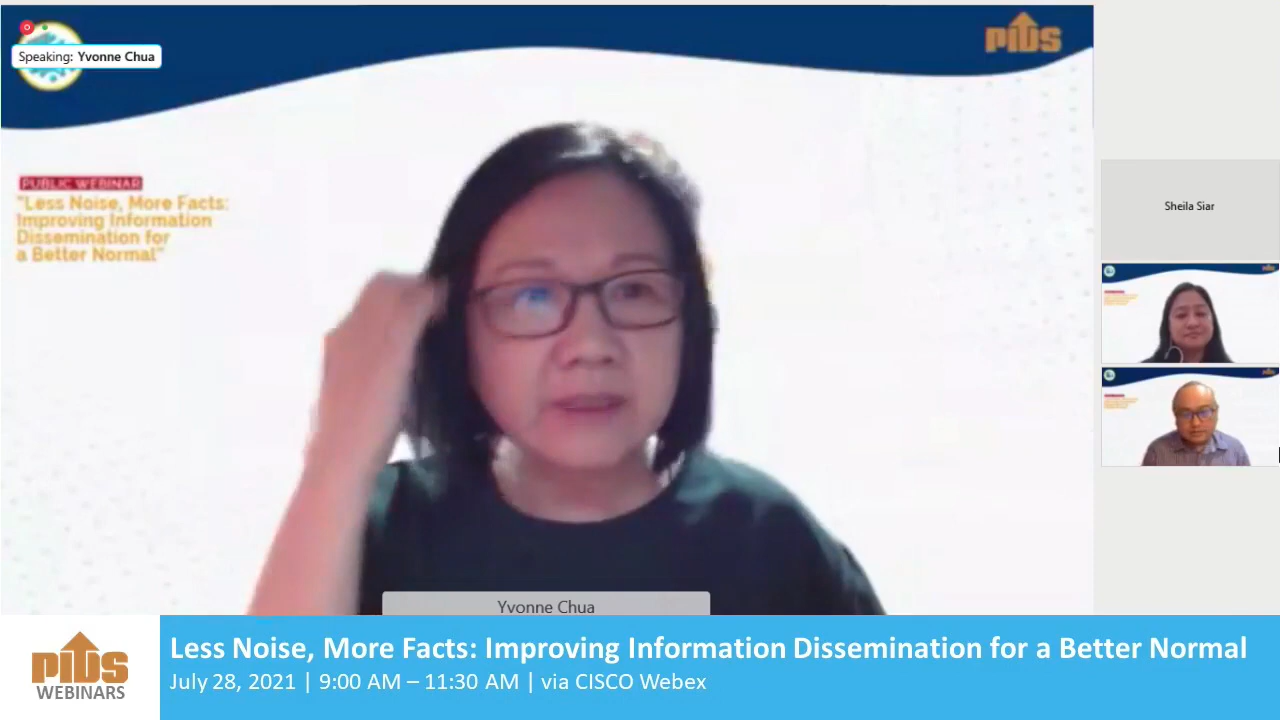 Speaking: Yvonne Chua
PIDS
PUBLIC WEBINAR
"Less Noise, More Facts:
Improving Information
Dissemination for
a Better Normal"
Sheila Siar
Yvonne Chua
PIDS
WEBINARS
Less Noise, More Facts: Improving Information Dissemination for a Better Normal
July 28, 2021 | 9:00 AM – 11:30 AM | via CISCO Webex